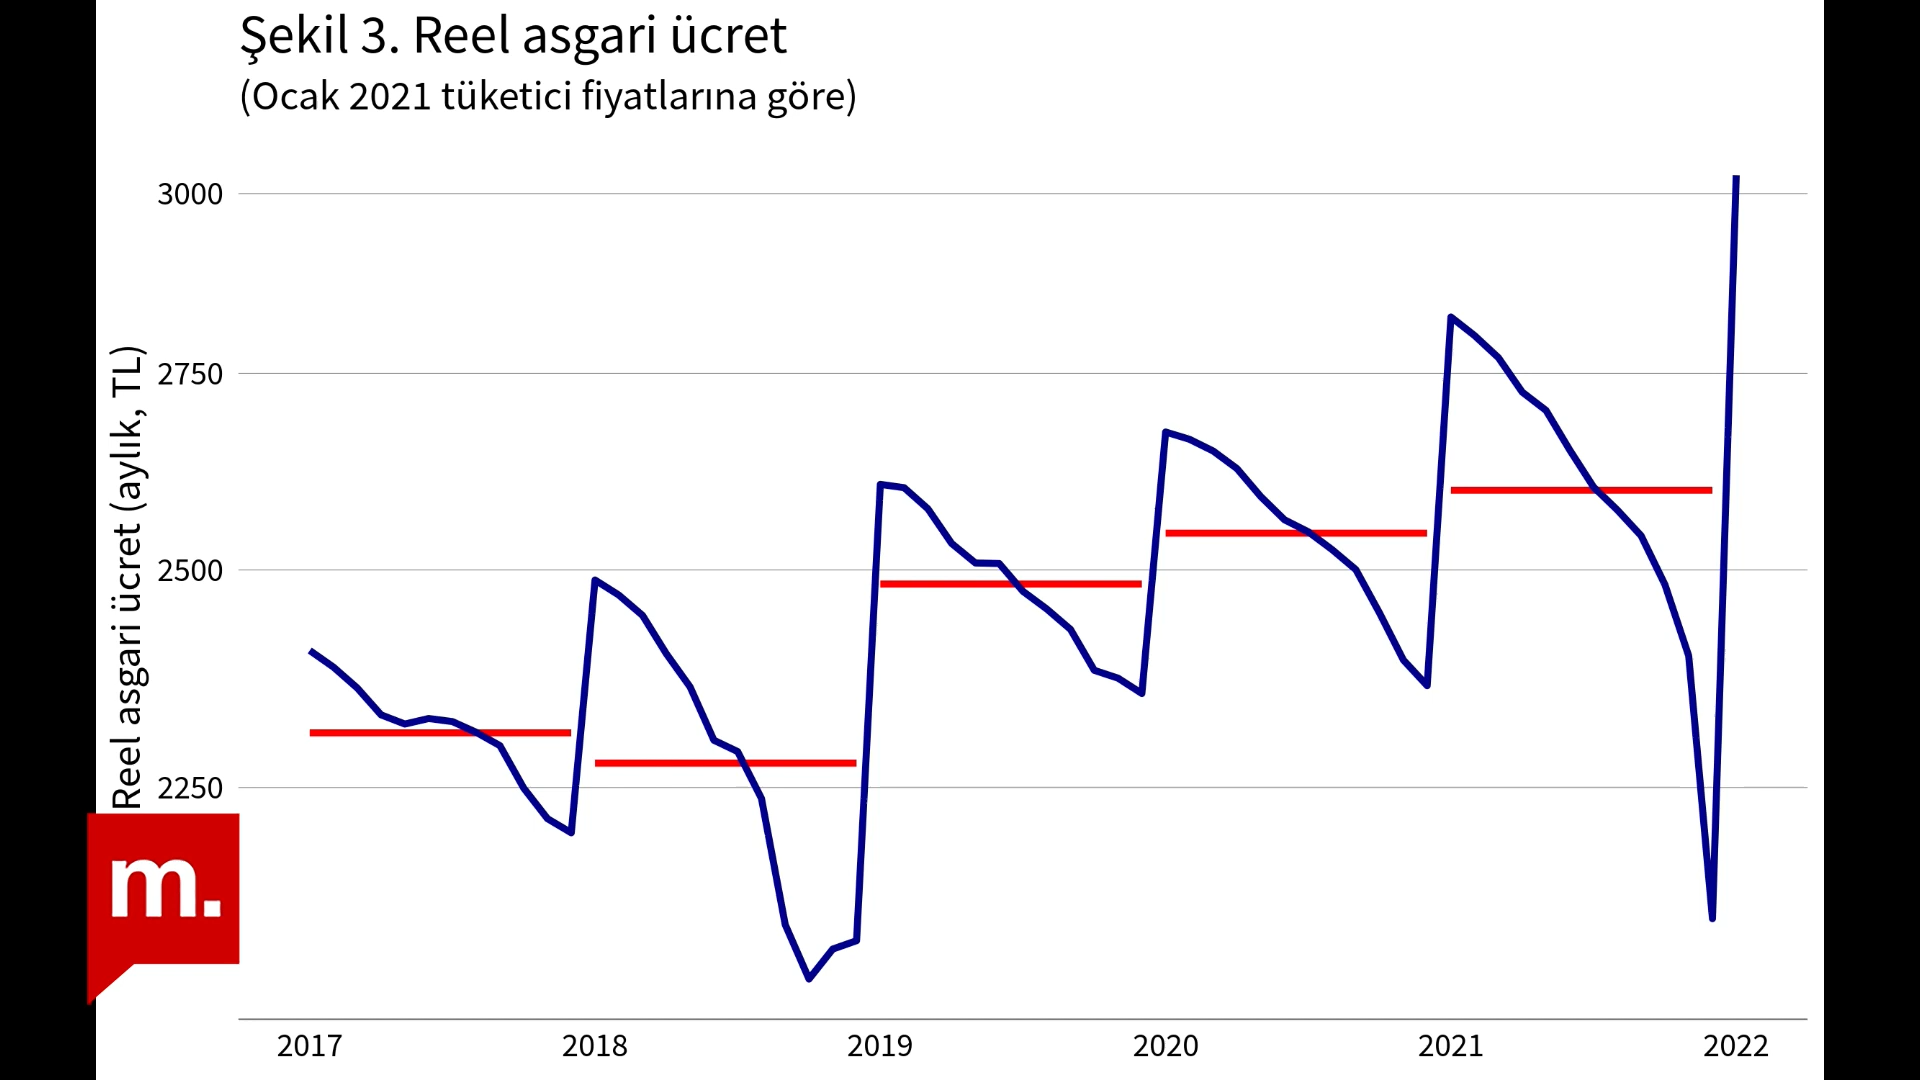 Şekil 3. Reel asgari ücret
(Ocak 2021 tüketici fiyatlarına göre)
Reel asgari ücret (aylık, TL)
3000
2750
2500
2250
m.
2017 2018 2019 2020 2021 2022